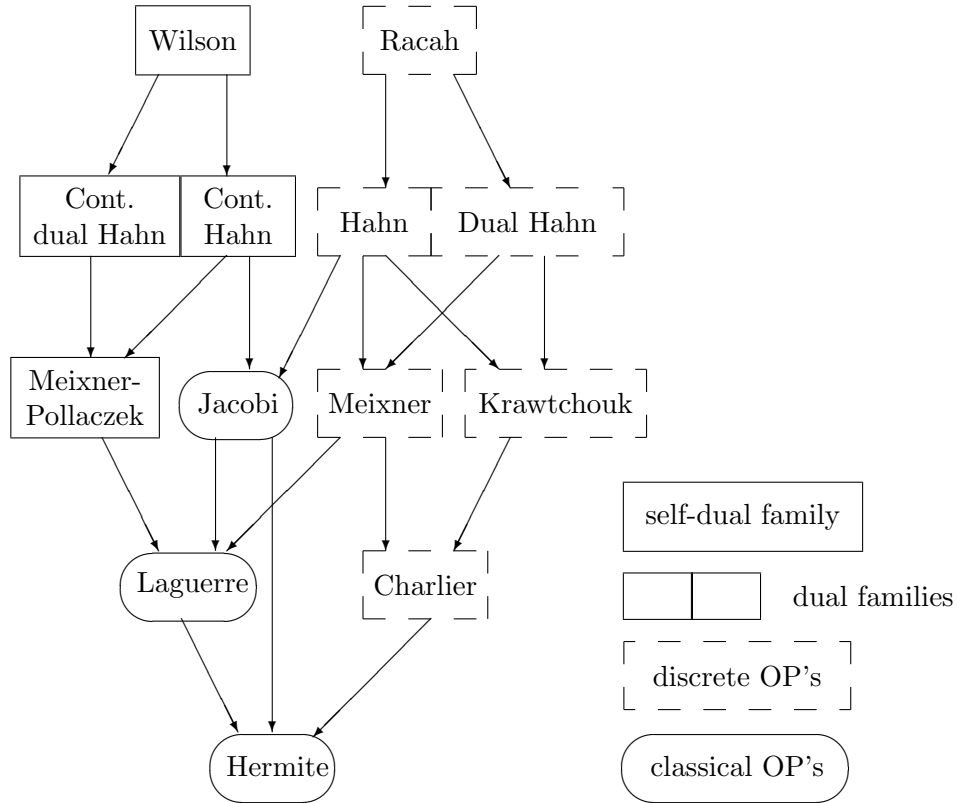 Wilson
Racah
Cont.
dual Hahn
Cont.
Hahn
Hahn
Dual Hahn
Meixner-
Pollaczek
Jacobi
Meixner
Krawtchouk
self-dual family
Laguerre
Charlier
dual families
discrete OP's
Hermite
classical OP's